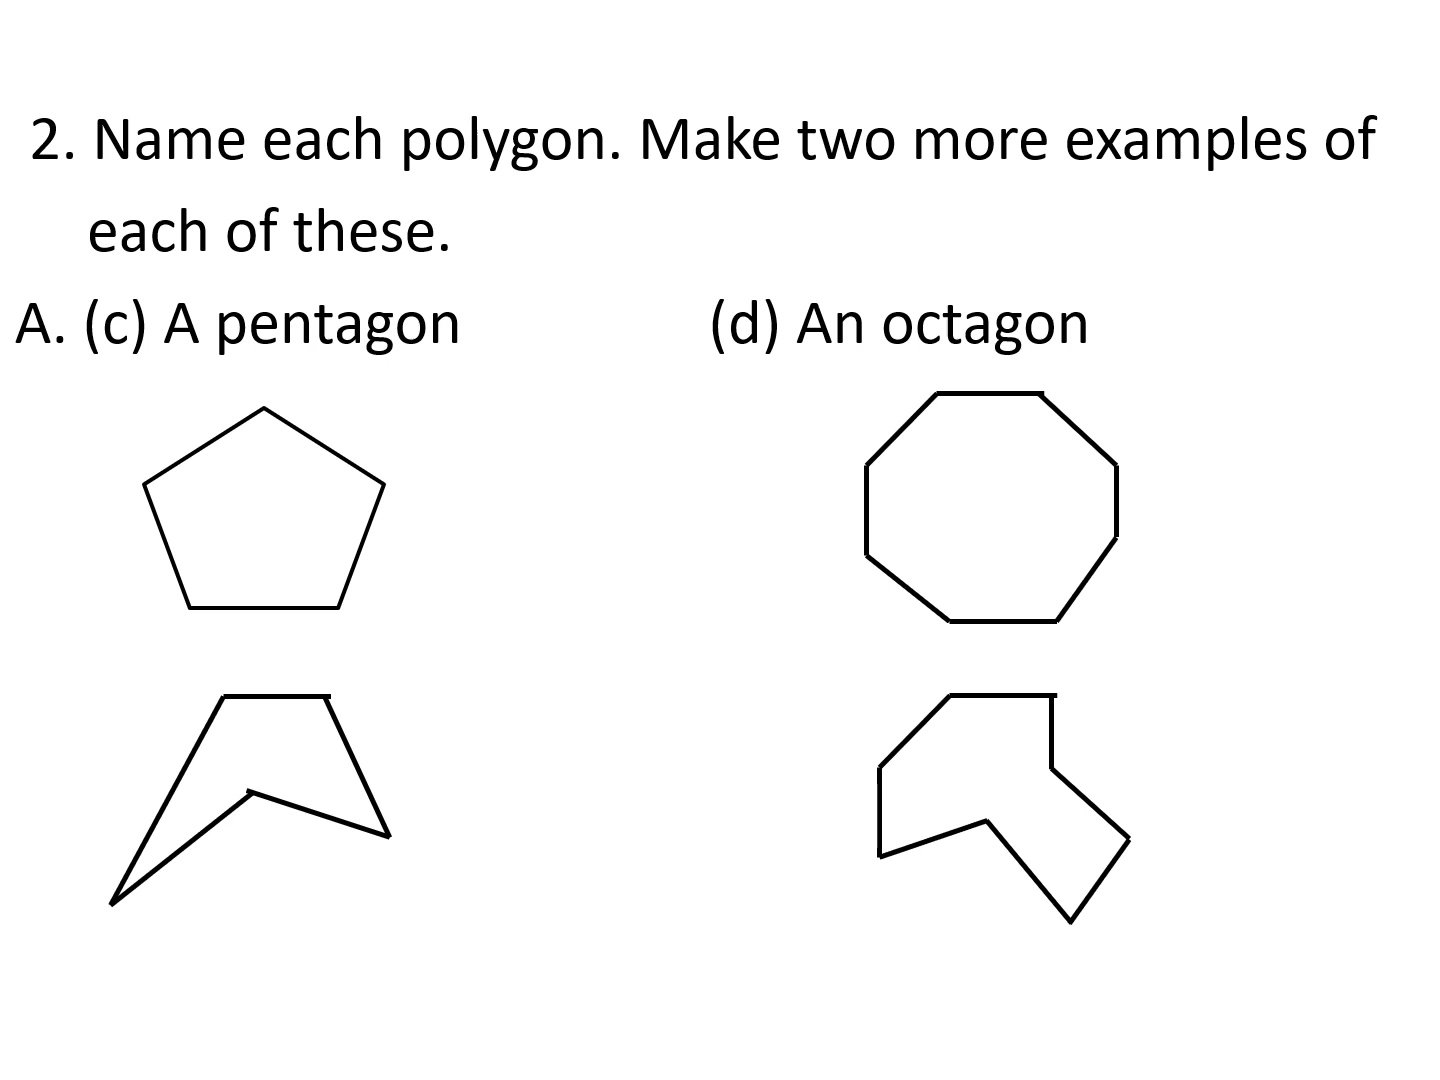 2. Name each polygon. Make two more examples of
each of these.
A. (c) A pentagon (d) An octagon